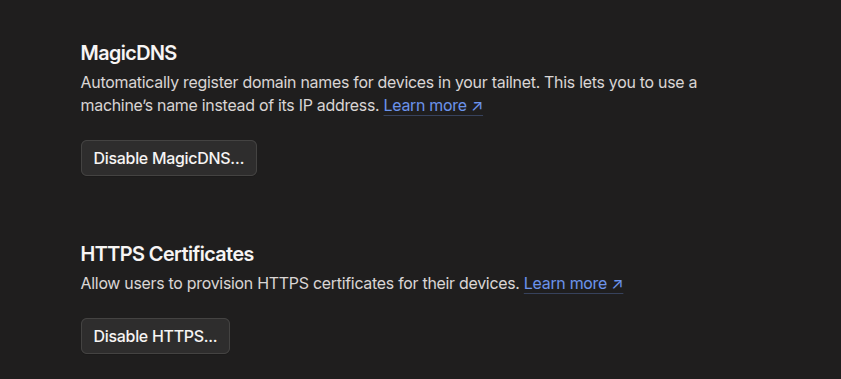 MagicDNS
Automatically register domain names for devices in your tailnet. This lets you to use a
machine’s name instead of its IP address. Learn more ↗
Disable MagicDNS...
HTTPS Certificates
Allow users to provision HTTPS certificates for their devices. Learn more ↗
Disable HTTPS...